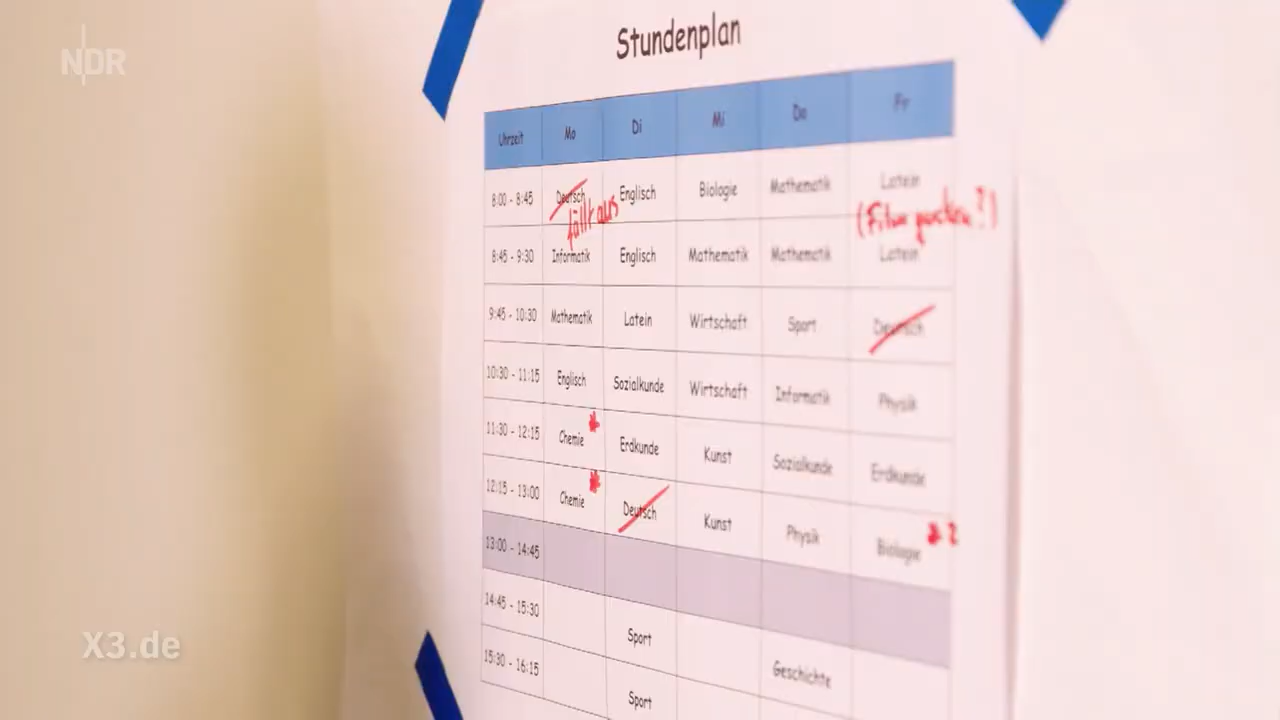 NDR
Stundenplan
Uhrzeit Mo Di Mi Do Fr
8:00 - 8:45 Deutsch Englisch Biologie Mathematik Latein
fällt aus (Film gucken?)
8:45 - 9:30 Informatik Englisch Mathematik Mathematik Latein
9:45 - 10:30 Mathematik Latein Wirtschaft Sport Deutsch
10:30 - 11:15 Englisch Sozialkunde Wirtschaft Informatik Physik
11:30 - 12:15 Chemie * Erdkunde Kunst Sozialkunde Erdkunde
12:15 - 13:00 Chemie * Deutsch Kunst Physik Biologie
13:00 - 14:45
14:45 - 15:30 Sport
15:30 - 16:15 Sport Geschichte
X3.de